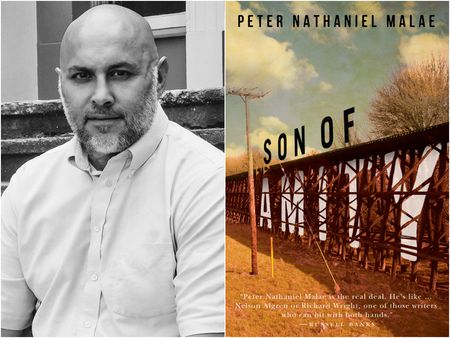 PETER NATHANIEL MALAE
SON OF
AMITY
"Peter Nathaniel Malae is the real deal. He's like ...
Nelson Algren or Richard Wright, one of those writers
who can hit with both hands."
—RUSSELL BANKS